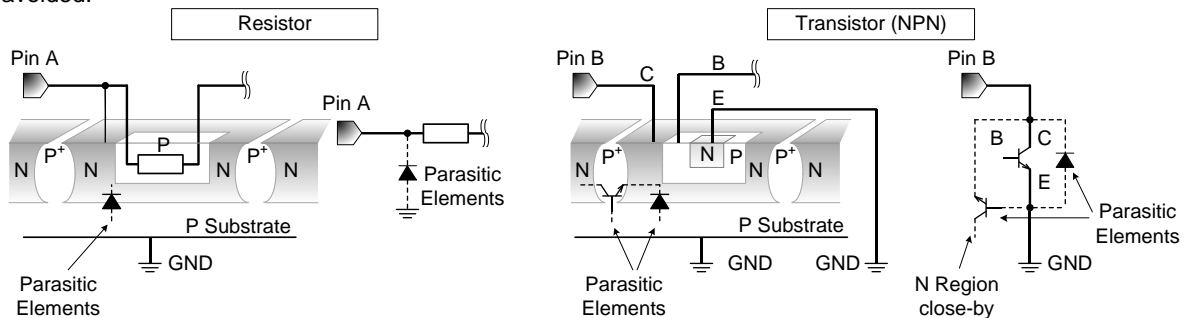 avoided.
Resistor
Transistor (NPN)
Pin A
Pin A
N
P+
N
P
N
P+
N
Parasitic
Elements
P Substrate
GND
Parasitic
Elements
Pin B
C
B
E
N
P+
N
N
P
N
P+
N
P Substrate
GND
GND
Parasitic
Elements
Pin B
B
C
E
Parasitic
Elements
GND
N Region
close-by